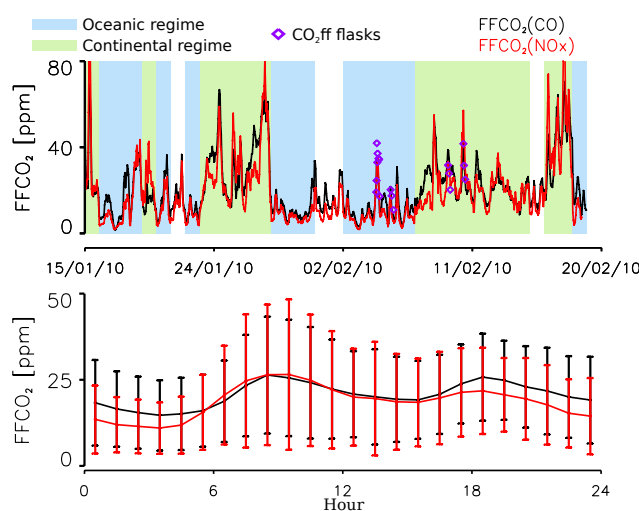 Oceanic regime
Continental regime
CO₂ff flasks
FFCO₂(CO)
FFCO₂(NOx)
80
40
0
FFCO₂ [ppm]
15/01/10 24/01/10 02/02/10 11/02/10 20/02/10
50
25
0
FFCO₂ [ppm]
0 6 12 18 24
Hour